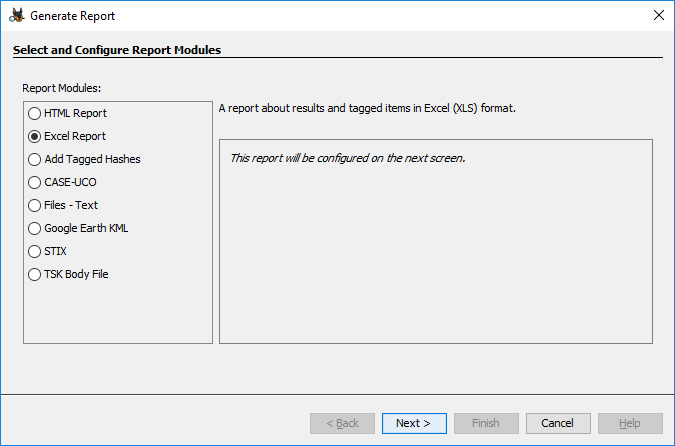 Generate Report
Select and Configure Report Modules
Report Modules:
HTML Report
Excel Report
Add Tagged Hashes
CASE-UCO
Files - Text
Google Earth KML
STIX
TSK Body File
A report about results and tagged items in Excel (XLS) format.
This report will be configured on the next screen.
< Back Next > Finish Cancel Help